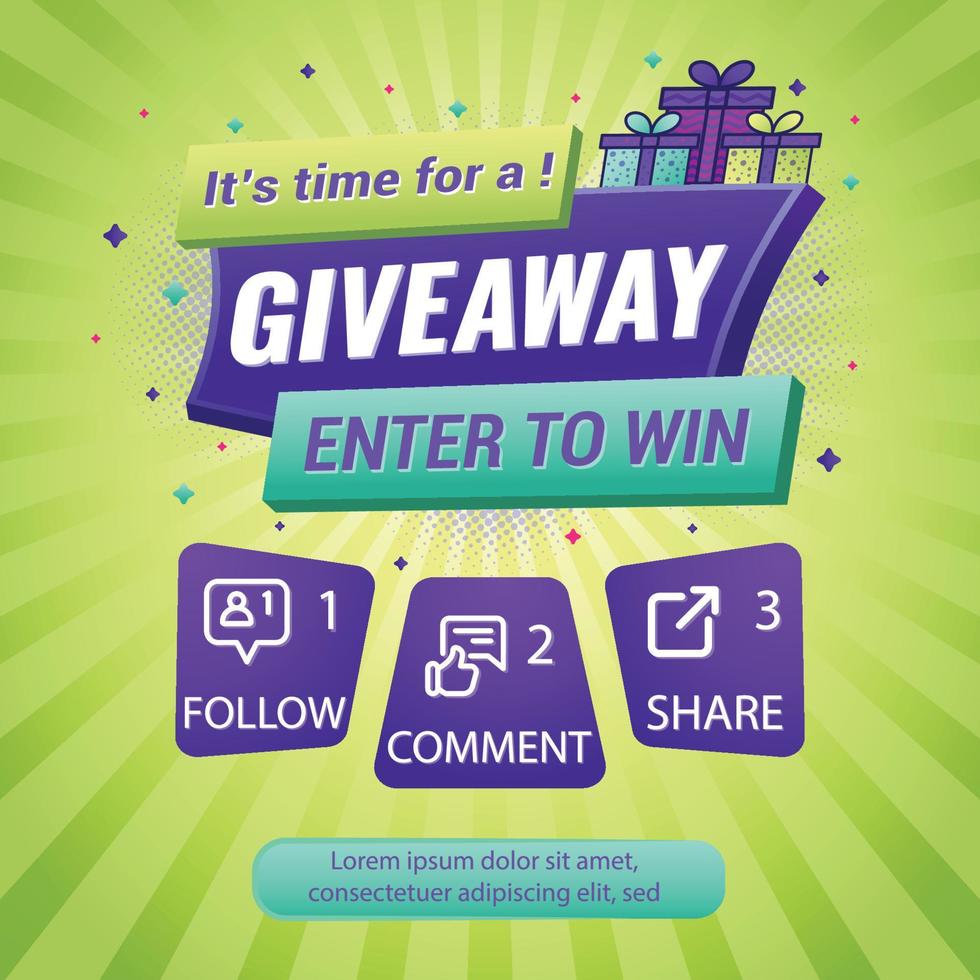 It's time for a !
GIVEAWAY
ENTER TO WIN
1 1
FOLLOW
2
COMMENT
3
SHARE
Lorem ipsum dolor sit amet,
consectetuer adipiscing elit, sed